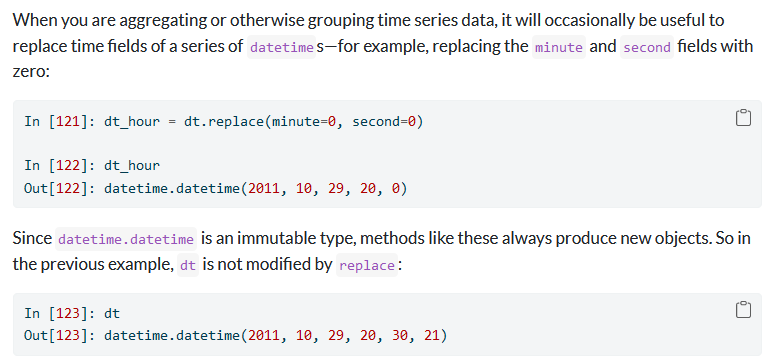 When you are aggregating or otherwise grouping time series data, it will occasionally be useful to
replace time fields of a series of datetimes—for example, replacing the minute and second fields with
zero:
In [121]: dt_hour = dt.replace(minute=0, second=0)
In [122]: dt_hour
Out[122]: datetime.datetime(2011, 10, 29, 20, 0)
Since datetime.datetime is an immutable type, methods like these always produce new objects. So in
the previous example, dt is not modified by replace:
In [123]: dt
Out[123]: datetime.datetime(2011, 10, 29, 20, 30, 21)